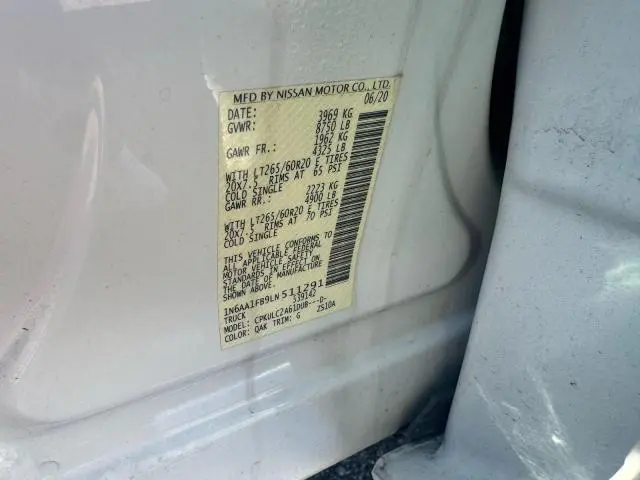 MFD BY NISSAN MOTOR CO., LTD.
DATE: 06/20
GVWR: 3969 KG
8750 LB
GAWR FR.: 1962 KG
4325 LB
WITH LT265/60R20 E TIRES
20X7.5 RIMS AT 65 PSI
COLD SINGLE
GAWR RR.: 2223 KG
4900 LB
WITH LT265/60R20 E TIRES
20X7.5 RIMS AT 70 PSI
COLD SINGLE
THIS VEHICLE CONFORMS TO
ALL APPLICABLE FEDERAL
MOTOR VEHICLE SAFETY
STANDARDS IN EFFECT ON
THE DATE OF MANUFACTURE
1N6AA1FB9LN511291
TRUCK 339142
MODEL: CPKULC2A61DUB---D-
COLOR: QAK TRIM: G ZS10A